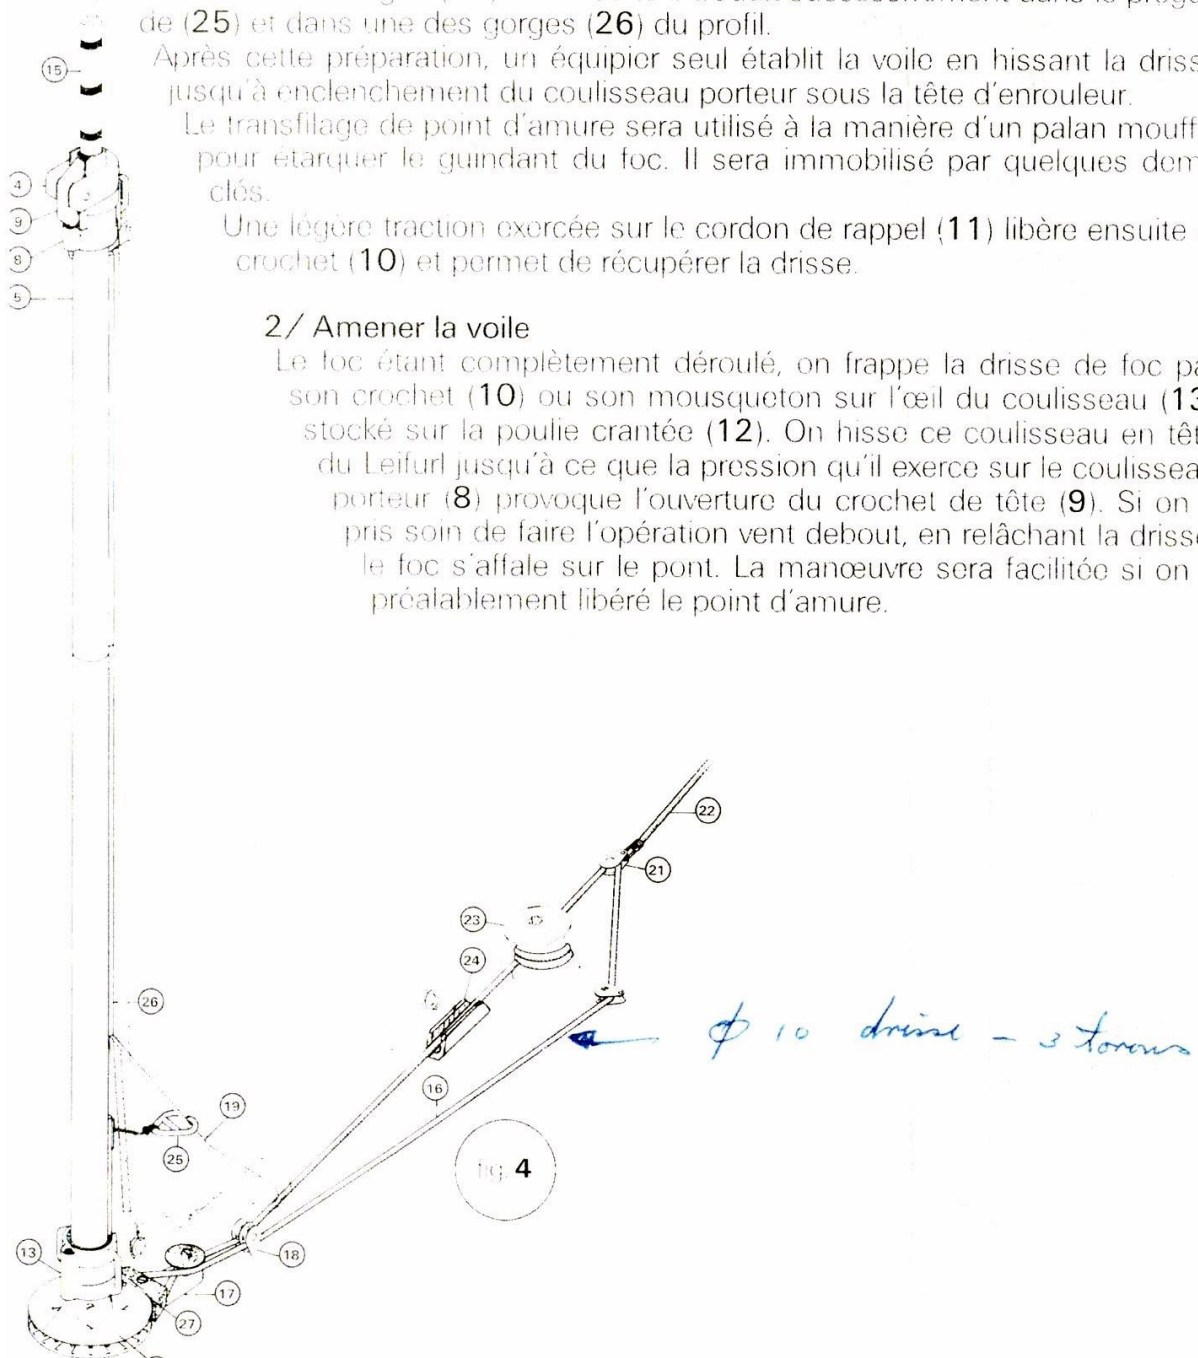 de (25) et dans une des gorges (26) du profil.
Après cette préparation, un équipier seul établit la voile en hissant la driss
jusqu'à enclenchement du coulisseau porteur sous la tête d'enrouleur.
Le transfilage de point d'amure sera utilisé à la manière d'un palan mouff
pour étarquer le guindant du foc. Il sera immobilisé par quelques dem
clés.
Une légère traction exercée sur le cordon de rappel (11) libère ensuite
crochet (10) et permet de récupérer la drisse.
2/ Amener la voile
Le foc étant complètement déroulé, on frappe la drisse de foc pa
son crochet (10) ou son mousqueton sur l'œil du coulisseau (13
stocké sur la poulie crantée (12). On hisse ce coulisseau en têt
du Leifurl jusqu'à ce que la pression qu'il exerce sur le coulissea
porteur (8) provoque l'ouverture du crochet de tête (9). Si on
pris soin de faire l'opération vent debout, en relâchant la driss
le foc s'affale sur le pont. La manœuvre sera facilitée si on
préalablement libéré le point d'amure.
15
4
9
8
5
22
21
23
24
26
ϕ 10 drisse - 3 torons
16
19
25
fig. 4
13
18
17
27